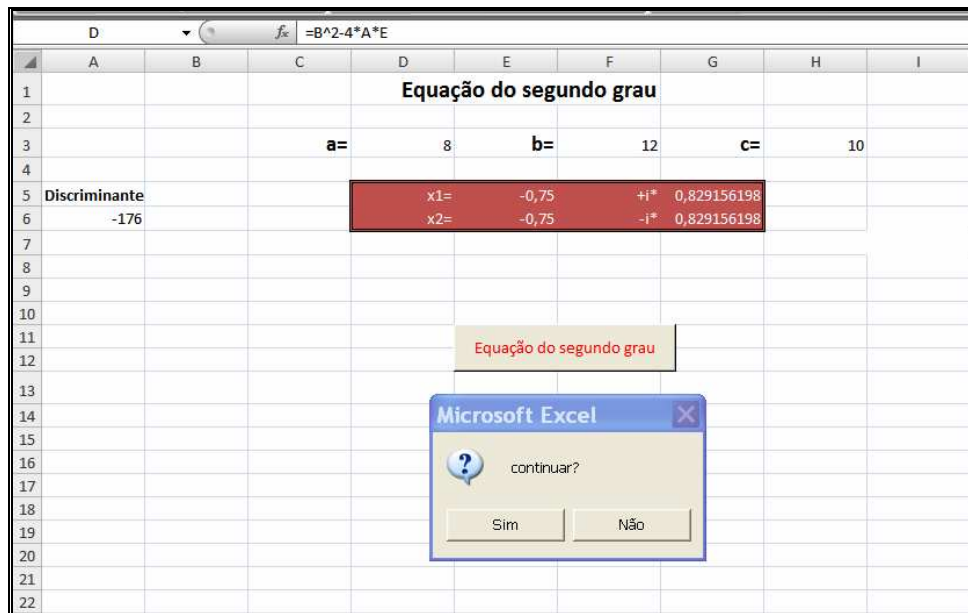 D fx =B^2-4*A*E
A B C D E F G H I
1 Equação do segundo grau
2
3 a= 8 b= 12 c= 10
4
5 Discriminante x1= -0,75 +i* 0,829156198
6 -176 x2= -0,75 -i* 0,829156198
7
8
9
10
11
Equação do segundo grau
12
13
14 Microsoft Excel
15
16 continuar?
17
18
Sim Não
19
20
21
22